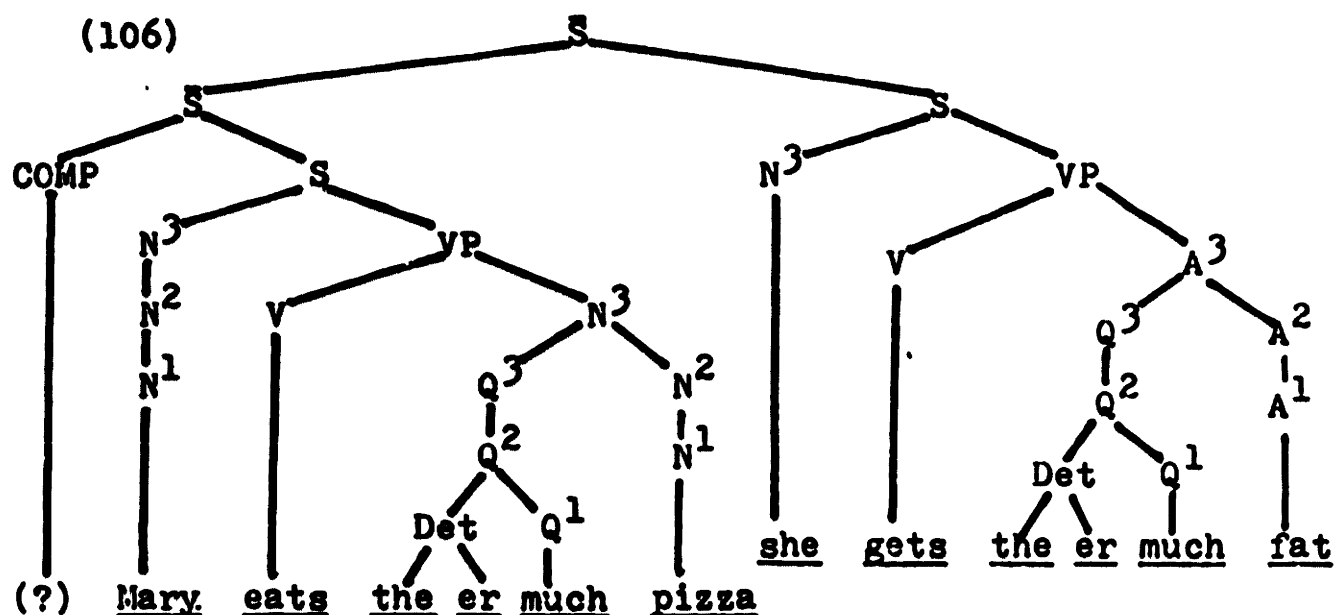 (106) S̄
S̄ S
COMP S N³ VP
N³ VP V A³
N² V N³ Q³ A²
N¹ Q³ N² Q² A¹
Q² N¹ Det Q¹
Det Q¹ she gets the er much fat
(?) Mary. eats the er much pizza